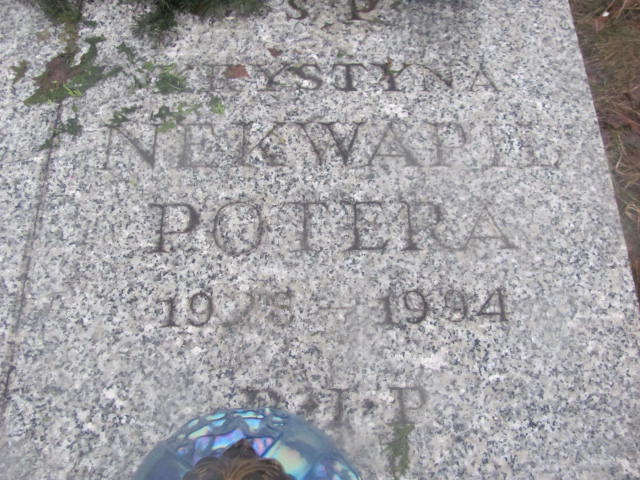 Ś.P.
KRYSTYNA
NEKWAPIL
POTERA
– 1994
R.I.P